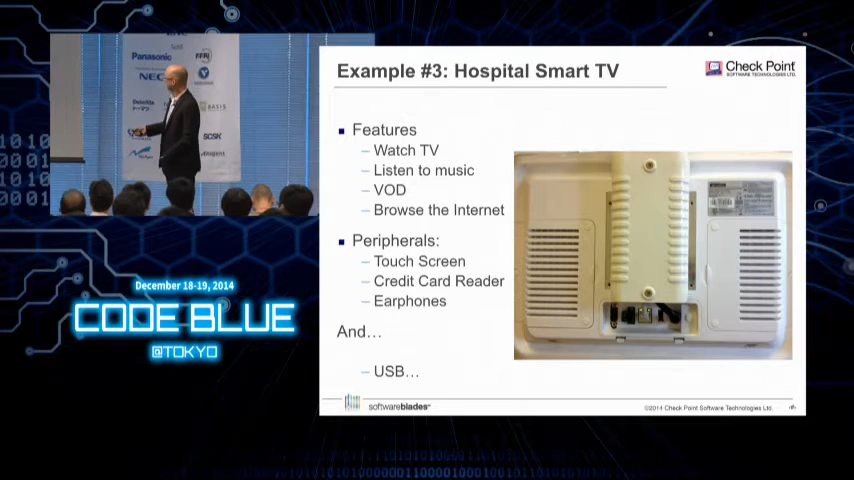 Panasonic
NEC
Deloitte
SCSK
Example #3: Hospital Smart TV
Check Point
SOFTWARE TECHNOLOGIES LTD.
Features
– Watch TV
– Listen to music
– VOD
– Browse the Internet
Peripherals:
– Touch Screen
– Credit Card Reader
– Earphones
And…
– USB…
softwareblades™
©2014 Check Point Software Technologies Ltd.
December 18-19, 2014
CODE BLUE
@TOKYO